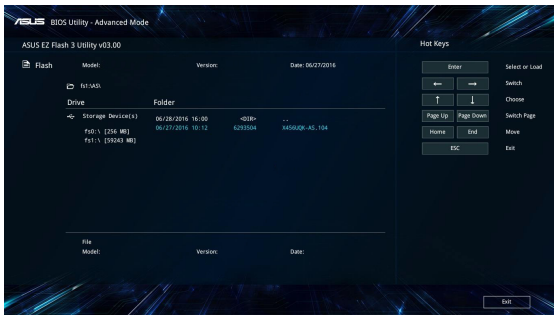 ASUS BIOS Utility - Advanced Mode
ASUS EZ Flash 3 Utility v03.00
Flash
Model: Version: Date: 06/27/2016
fs1:\AS\
Drive Folder
Storage Device(s)
fs0:\ [256 MB]
fs1:\ [59243 MB]
06/28/2016 16:00 <DIR> ..
06/27/2016 10:12 6293504 X456UQK-AS.104
File
Model: Version: Date:
Hot Keys
Enter Select or Load
← → Switch
↑ ↓ Choose
Page Up Page Down Switch Page
Home End Move
ESC Exit
Exit